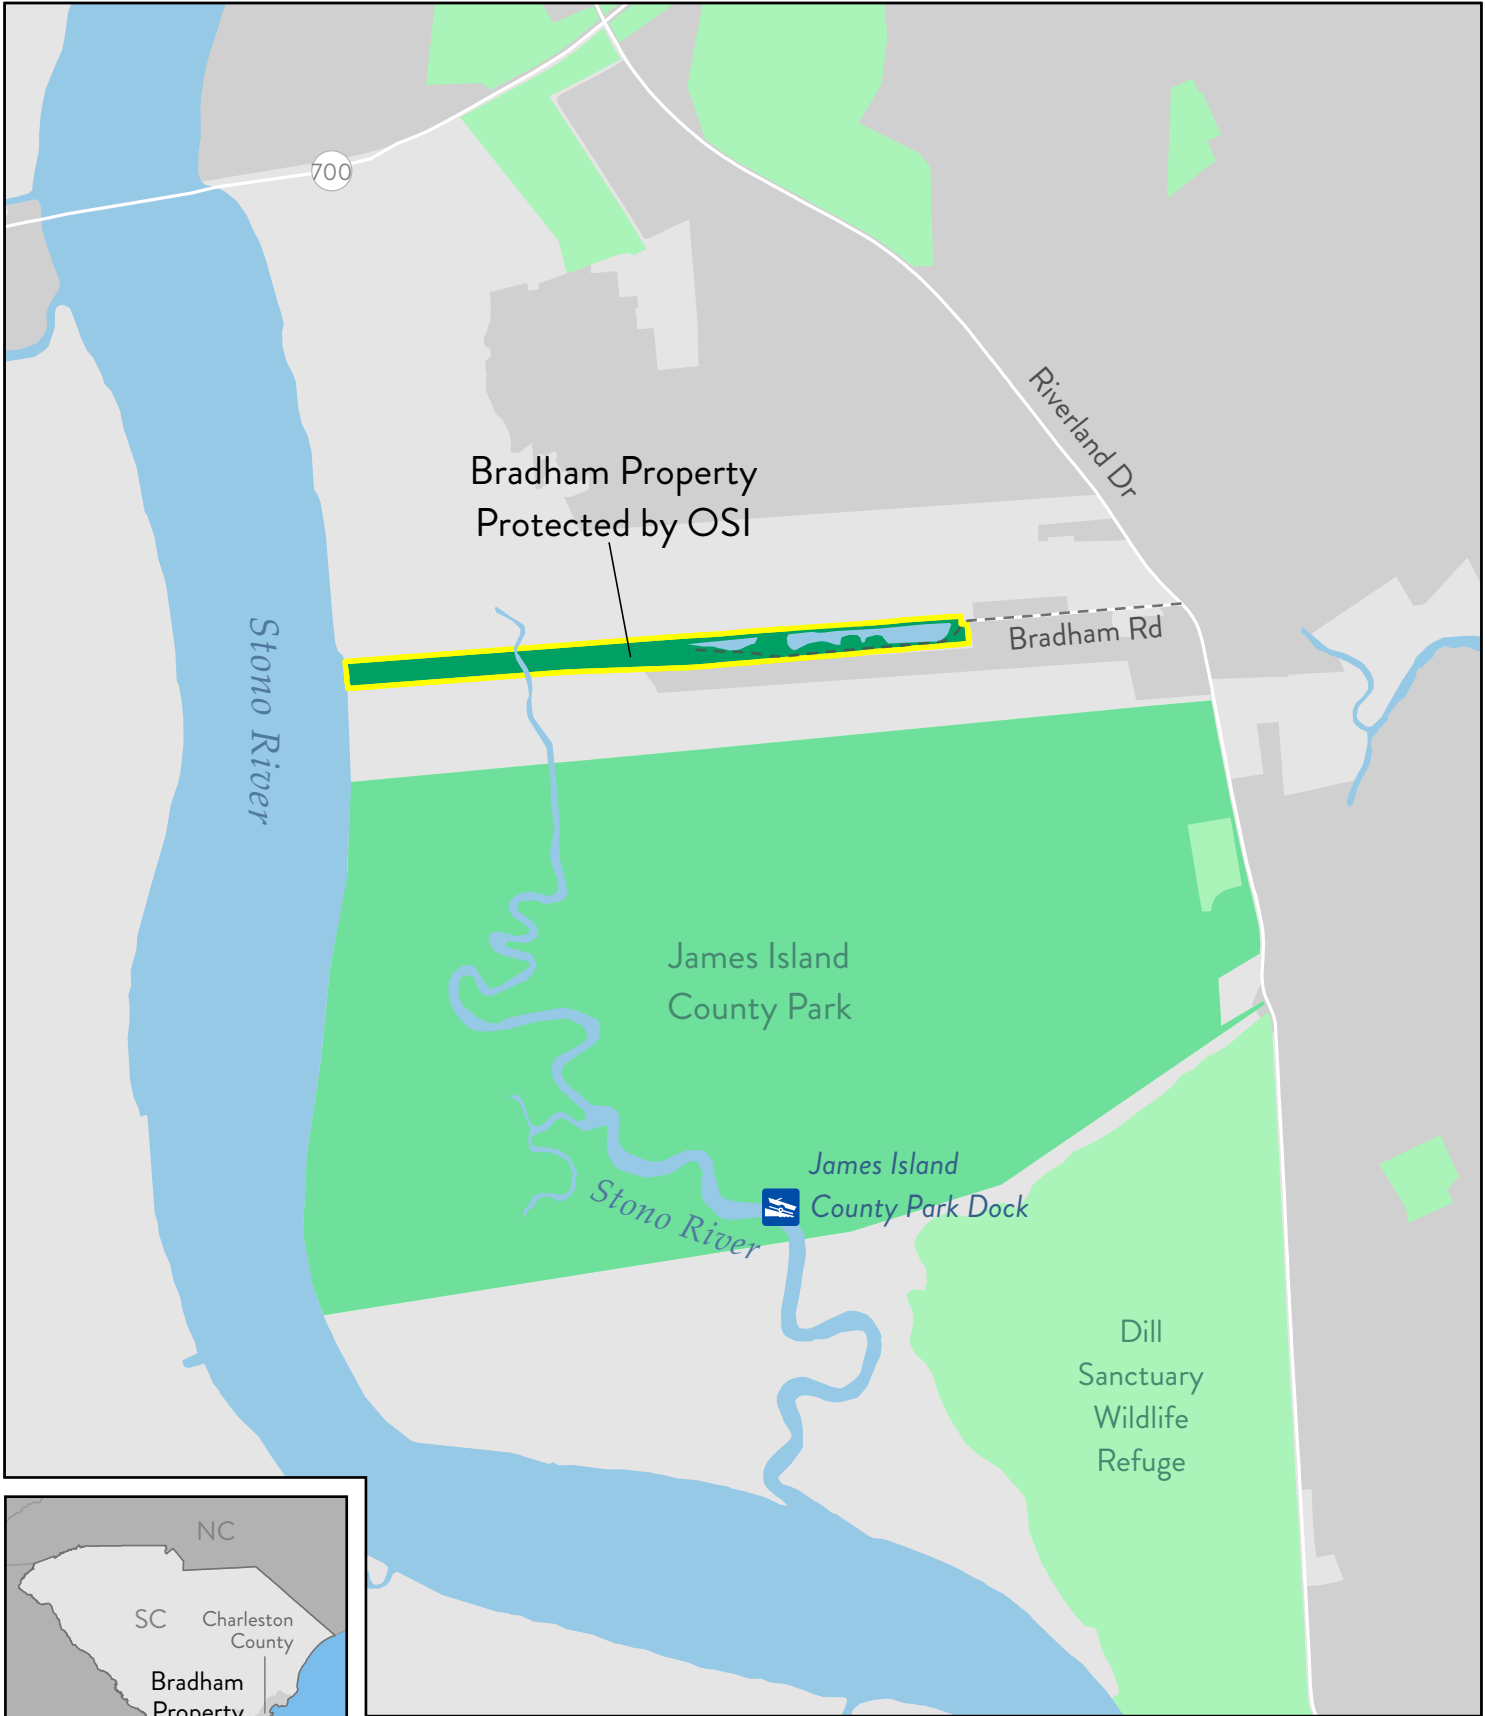 700
Riverland Dr
Bradham Property
Protected by OSI
Bradham Rd
Stono River
James Island
County Park
James Island
County Park Dock
Stono River
Dill
Sanctuary
Wildlife
Refuge
NC
SC
Charleston
County
Bradham
Property